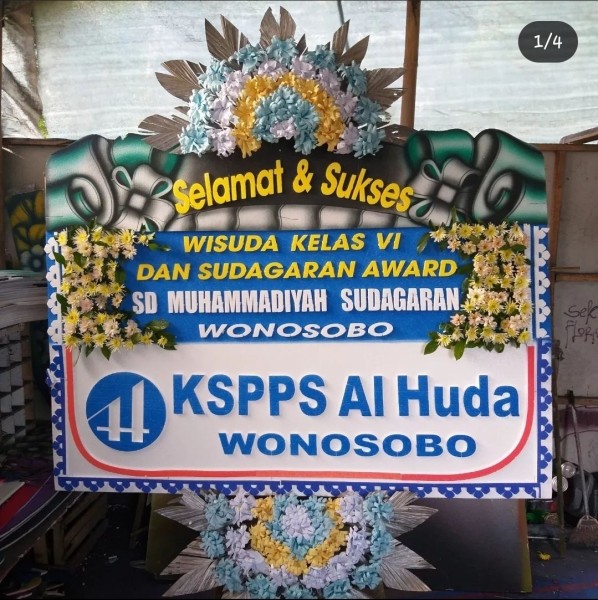 1/4
Selamat & Sukses
WISUDA KELAS VI
DAN SUDAGARAN AWARD
SD MUHAMMADIYAH SUDAGARAN
WONOSOBO
KSPPS Al Huda
WONOSOBO